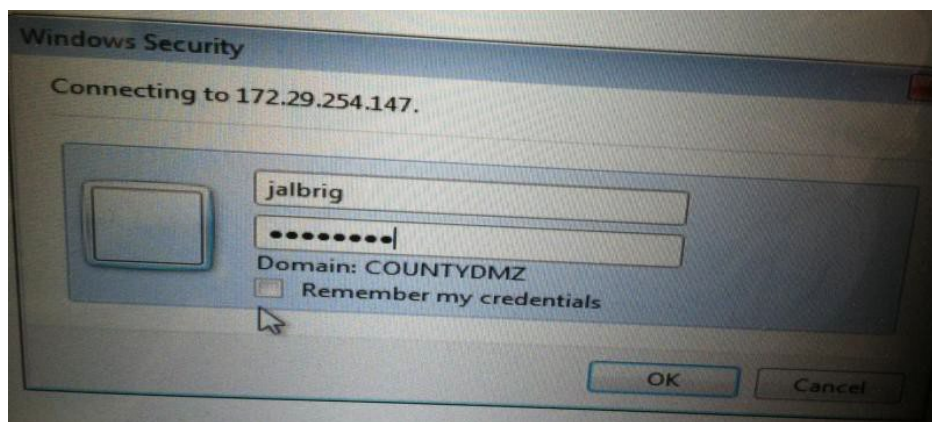 Windows Security
Connecting to 172.29.254.147.
jalbrig
••••••••
Domain: COUNTYDMZ
Remember my credentials
OK Cancel